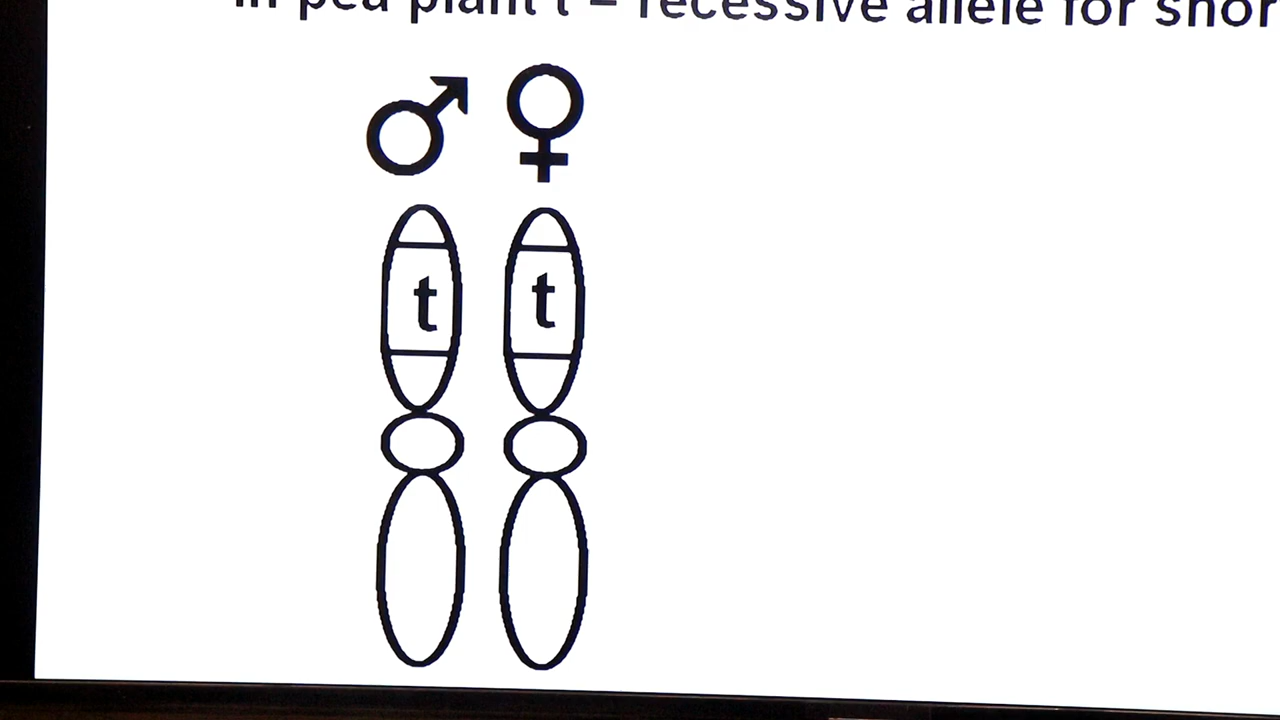 in pea plant t = recessive allele for shor
t t